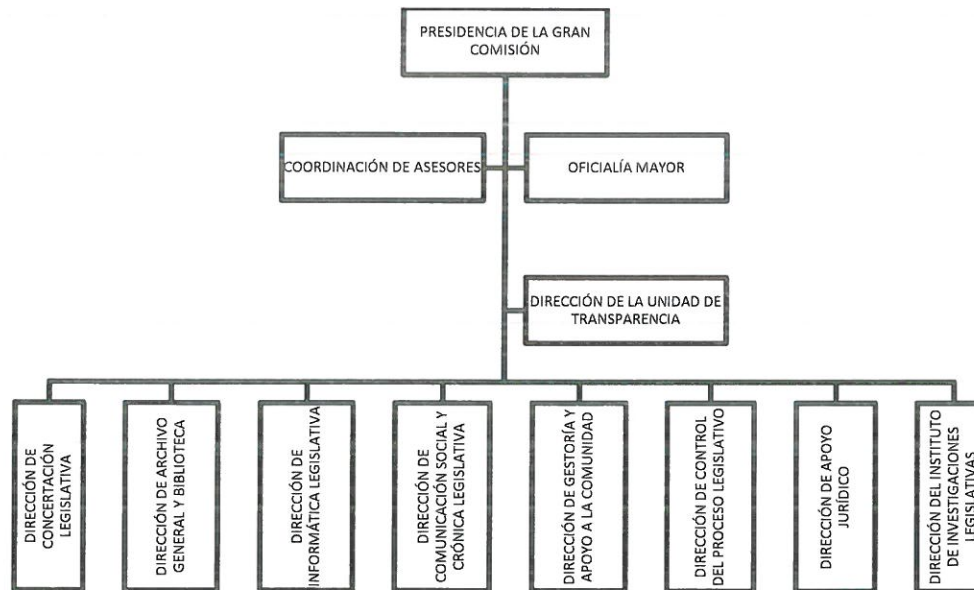 PRESIDENCIA DE LA GRAN
COMISIÓN
COORDINACIÓN DE ASESORES
OFICIALÍA MAYOR
DIRECCIÓN DE LA UNIDAD DE
TRANSPARENCIA
DIRECCIÓN DE
CONCERTACIÓN
LEGISLATIVA
DIRECCIÓN DE ARCHIVO
GENERAL Y BIBLIOTECA
DIRECCIÓN DE
INFORMÁTICA LEGISLATIVA
DIRECCIÓN DE
COMUNICACIÓN SOCIAL Y
CRÓNICA LEGISLATIVA
DIRECCIÓN DE GESTORÍA Y
APOYO A LA COMUNIDAD
DIRECCIÓN DE CONTROL
DEL PROCESO LEGISLATIVO
DIRECCIÓN DE APOYO
JURÍDICO
DIRECCIÓN DEL INSTITUTO
DE INVESTIGACIONES
LEGISLATIVAS